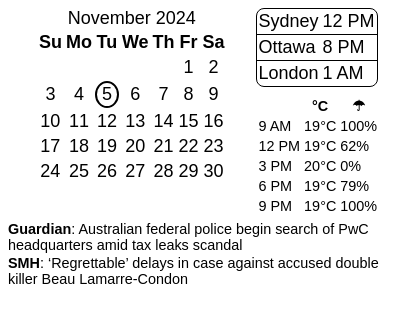 November 2024
Su Mo Tu We Th Fr Sa
1 2
3 4 5 6 7 8 9
10 11 12 13 14 15 16
17 18 19 20 21 22 23
24 25 26 27 28 29 30
Sydney 12 PM
Ottawa 8 PM
London 1 AM
°C ☂
9 AM 19°C 100%
12 PM 19°C 62%
3 PM 20°C 0%
6 PM 19°C 79%
9 PM 19°C 100%
Guardian: Australian federal police begin search of PwC
headquarters amid tax leaks scandal
SMH: ‘Regrettable’ delays in case against accused double
killer Beau Lamarre-Condon